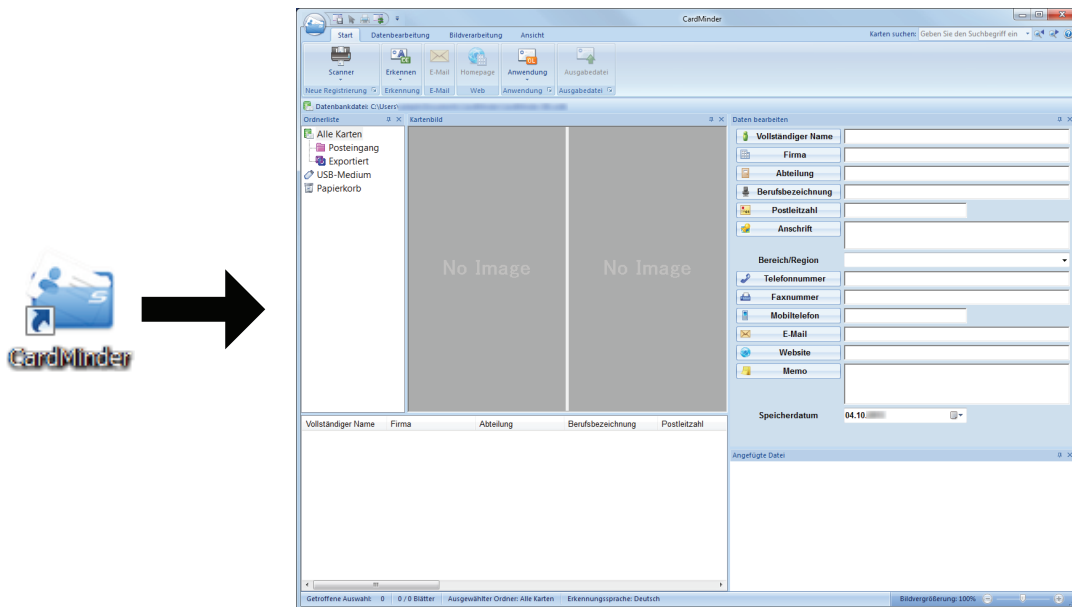 CardMinder
CardMinder
Start Datenbearbeitung Bildverarbeitung Ansicht
Karten suchen: Geben Sie den Suchbegriff ein
Scanner Erkennen E-Mail Homepage Anwendung Ausgabedatei
Neue Registrierung Erkennung E-Mail Web Anwendung Ausgabedatei
Datenbankdatei: C:\Users\
Ordnerliste Kartenbild Daten bearbeiten
Alle Karten
Posteingang
Exportiert
USB-Medium
Papierkorb
No Image No Image
Vollständiger Name
Firma
Abteilung
Berufsbezeichnung
Postleitzahl
Anschrift
Bereich/Region
Telefonnummer
Faxnummer
Mobiltelefon
E-Mail
Website
Memo
Speicherdatum 04.10.
Vollständiger Name Firma Abteilung Berufsbezeichnung Postleitzahl
Angefügte Datei
Getroffene Auswahl: 0 0 / 0 Blätter Ausgewählter Ordner: Alle Karten Erkennungssprache: Deutsch Bildvergrößerung: 100%